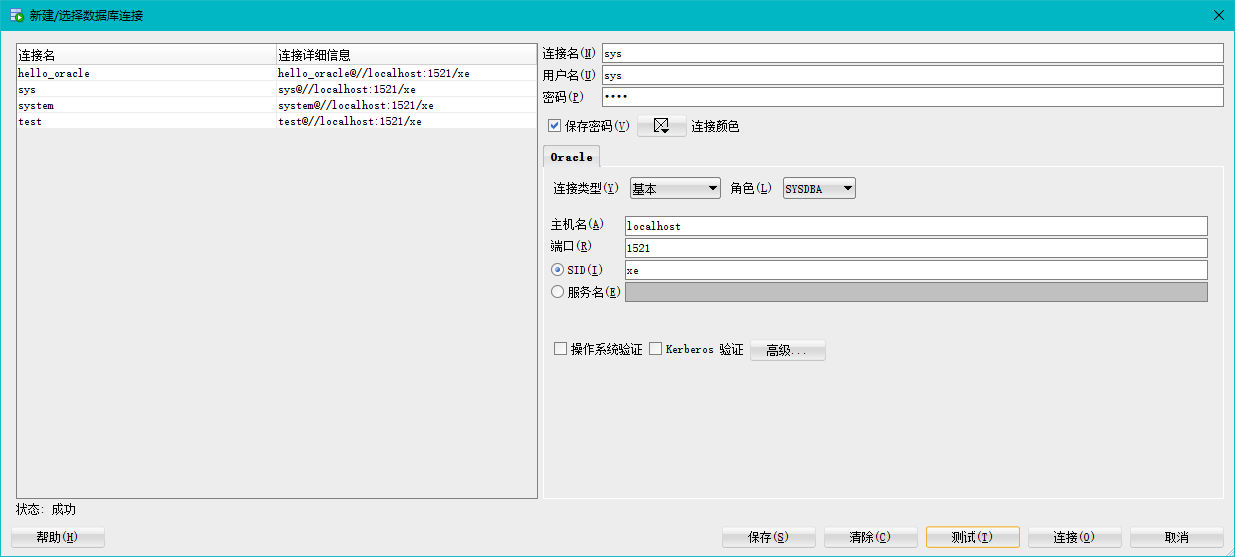 新建/选择数据库连接
连接名 连接详细信息
hello_oracle hello_oracle@//localhost:1521/xe
sys sys@//localhost:1521/xe
system system@//localhost:1521/xe
test test@//localhost:1521/xe
连接名(N) sys
用户名(U) sys
密码(P) ••••
保存密码(V) 连接颜色
Oracle
连接类型(Y) 基本 角色(L) SYSDBA
主机名(A) localhost
端口(R) 1521
SID(I) xe
服务名(E)
操作系统验证 Kerberos 验证 高级...
状态: 成功
帮助(H) 保存(S) 清除(C) 测试(T) 连接(O) 取消